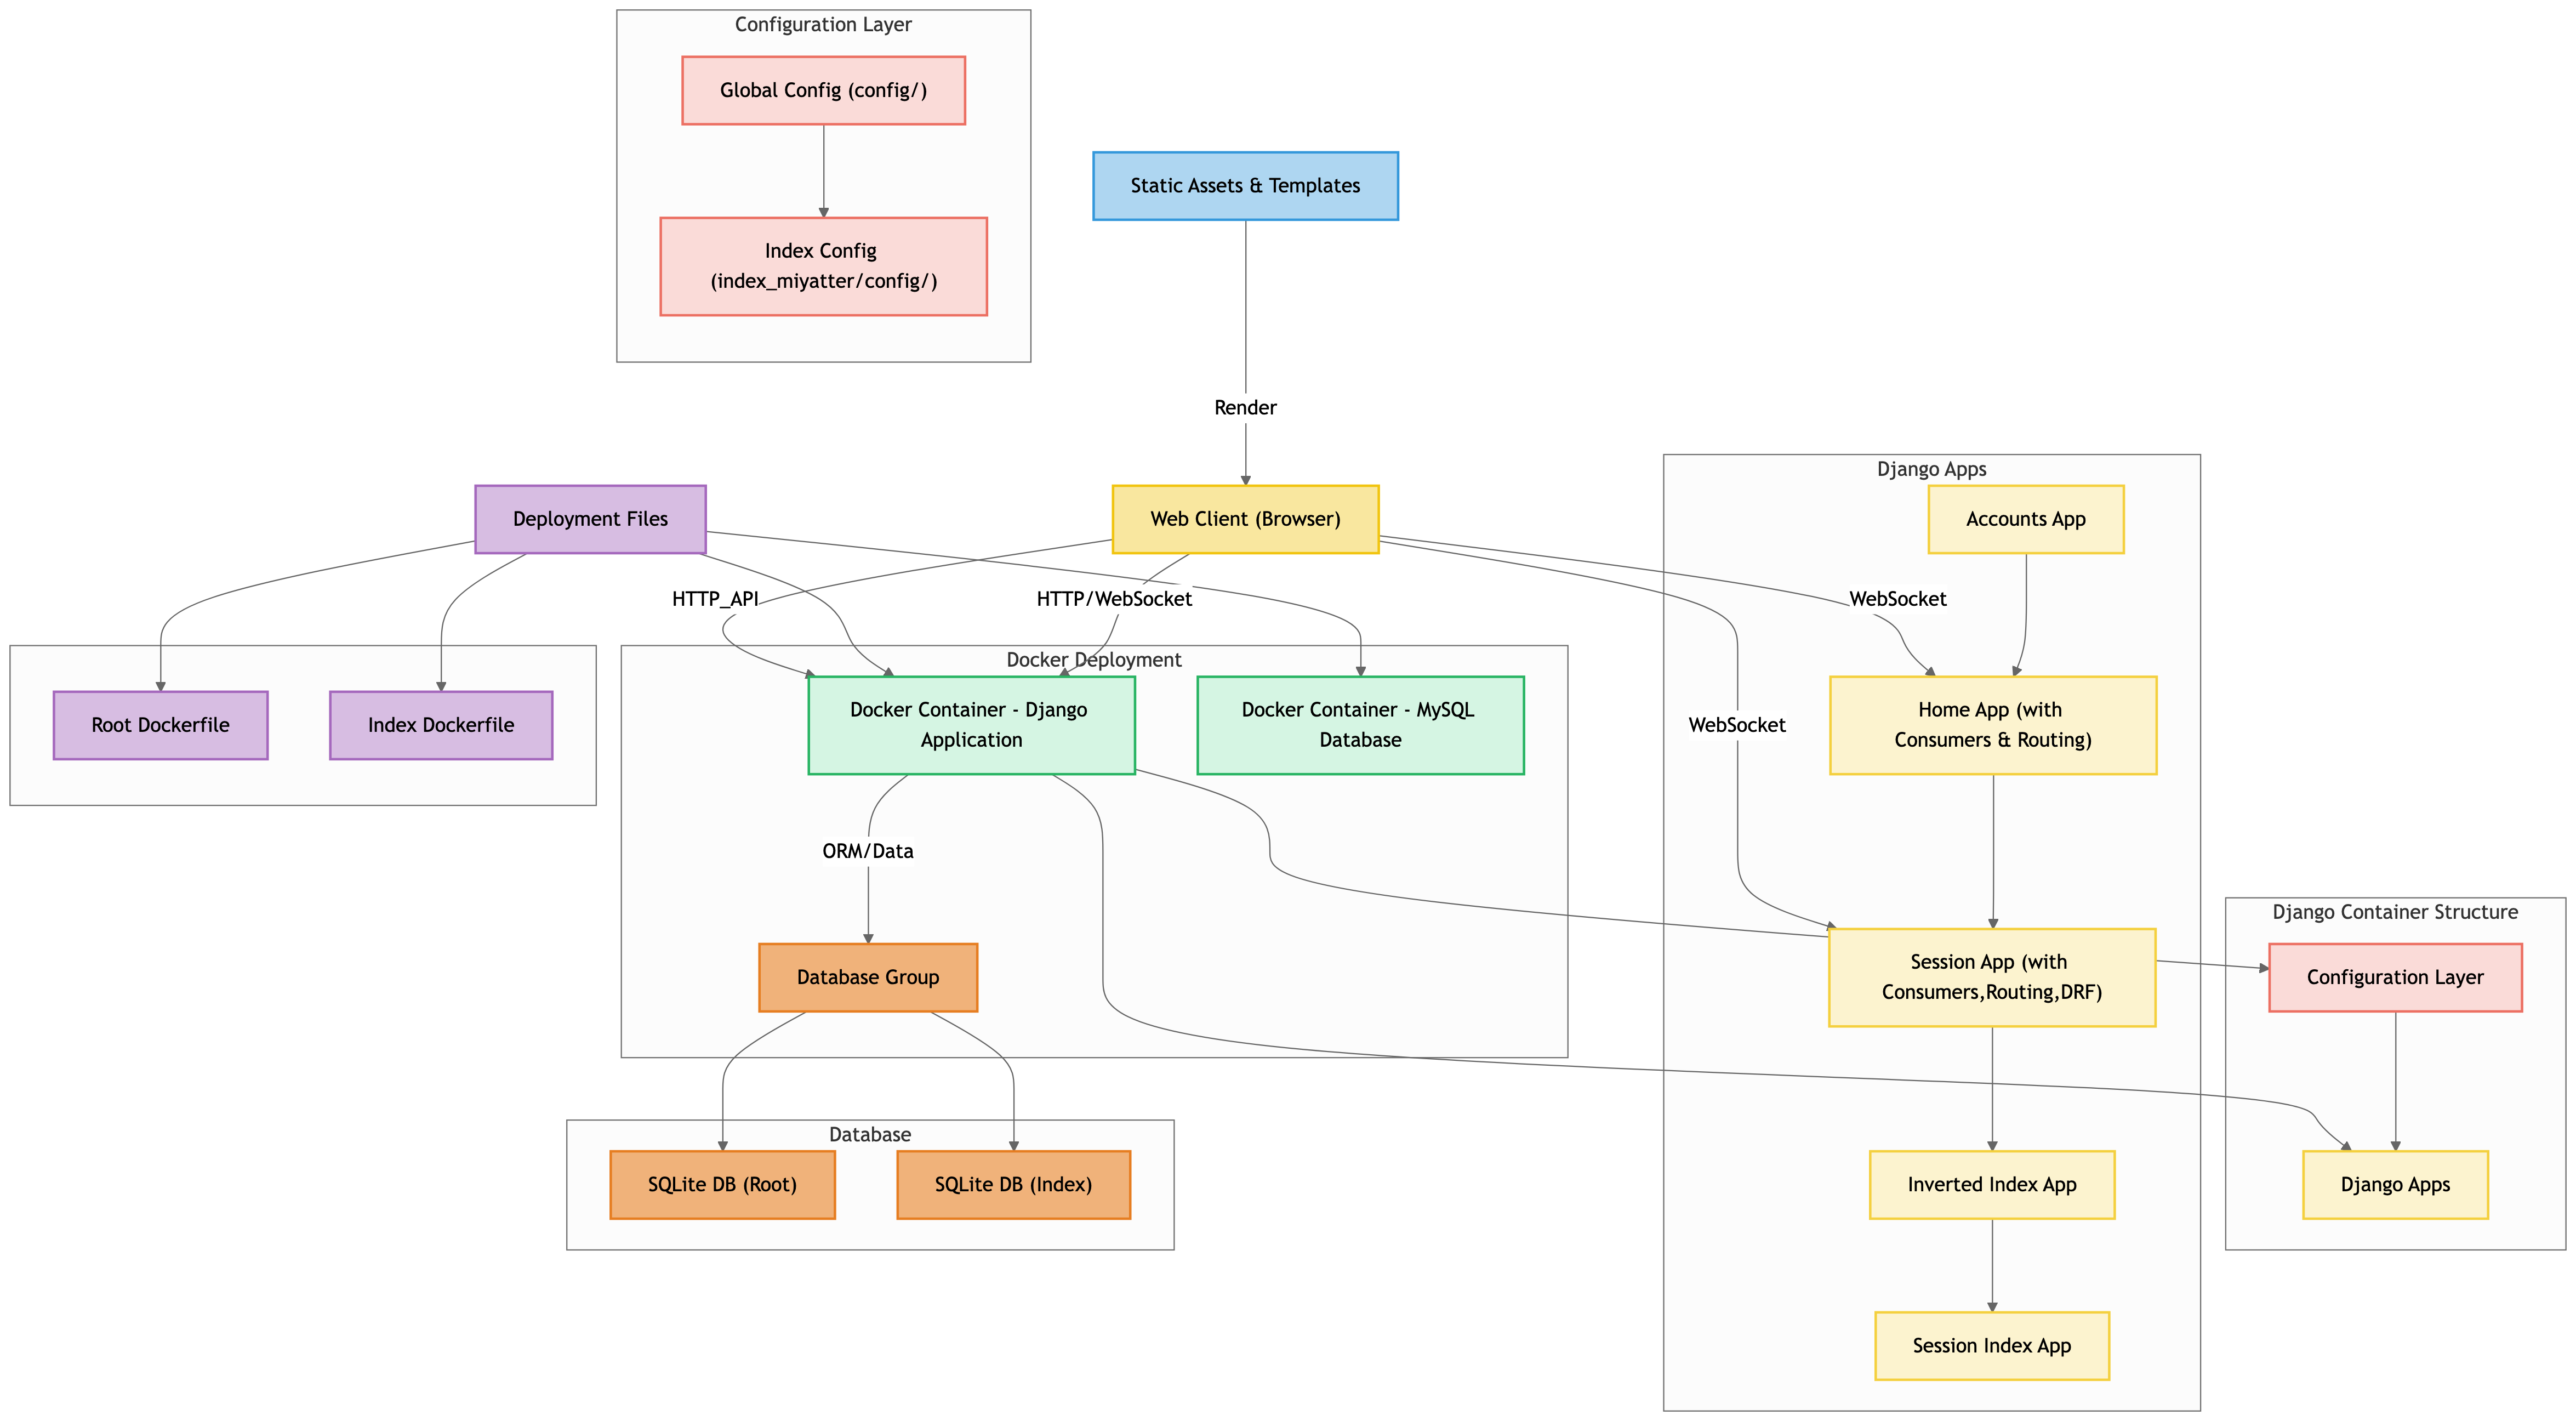 Configuration Layer
Global Config (config/)
Index Config
(index_miyatter/config/)
Static Assets & Templates
Render
Deployment Files
Web Client (Browser)
Django Apps
Accounts App
HTTP_API
HTTP/WebSocket
WebSocket
Docker Deployment
Root Dockerfile
Index Dockerfile
Docker Container - Django
Application
Docker Container - MySQL
Database
WebSocket
Home App (with
Consumers & Routing)
ORM/Data
Database Group
Session App (with
Consumers,Routing,DRF)
Django Container Structure
Configuration Layer
Database
SQLite DB (Root)
SQLite DB (Index)
Inverted Index App
Django Apps
Session Index App